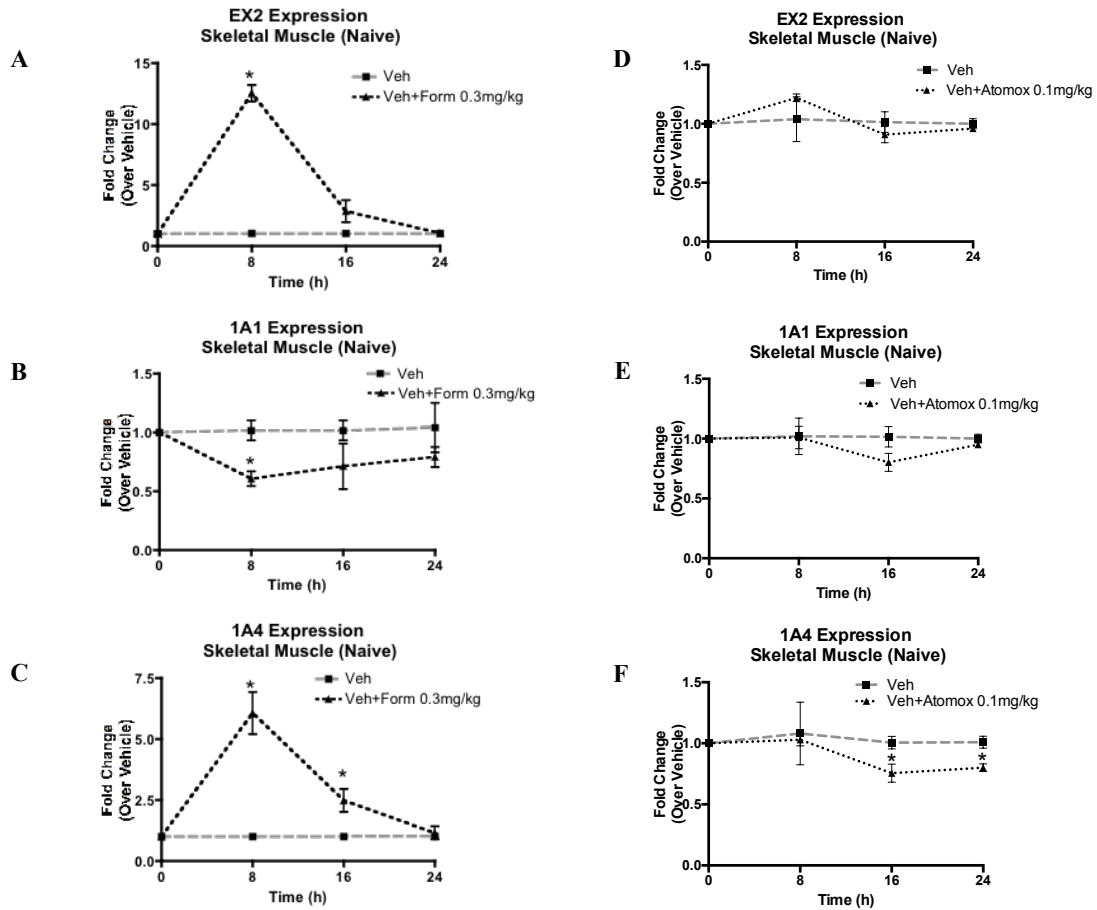 A
EX2 Expression
Skeletal Muscle (Naive)
Veh
Veh+Form 0.3mg/kg
*
15
10
5
0
Fold Change
(Over Vehicle)
0 8 16 24
Time (h)
D
EX2 Expression
Skeletal Muscle (Naive)
Veh
Veh+Atomox 0.1mg/kg
1.5
1.0
0.5
0.0
Fold Change
(Over Vehicle)
0 8 16 24
Time (h)
B
1A1 Expression
Skeletal Muscle (Naive)
Veh
Veh+Form 0.3mg/kg
*
1.5
1.0
0.5
0.0
Fold Change
(Over Vehicle)
0 8 16 24
Time (h)
E
1A1 Expression
Skeletal Muscle (Naive)
Veh
Veh+Atomox 0.1mg/kg
1.5
1.0
0.5
0.0
Fold Change
(Over Vehicle)
0 8 16 24
Time (h)
C
1A4 Expression
Skeletal Muscle (Naive)
Veh
Veh+Form 0.3mg/kg
*
*
7.5
5.0
2.5
0.0
Fold Change
(Over Vehicle)
0 8 16 24
Time (h)
F
1A4 Expression
Skeletal Muscle (Naive)
Veh
Veh+Atomox 0.1mg/kg
* *
1.5
1.0
0.5
0.0
Fold Change
(Over Vehicle)
0 8 16 24
Time (h)